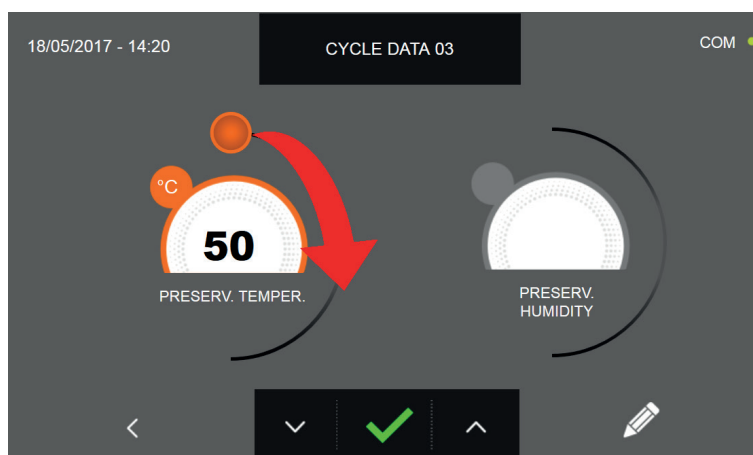 18/05/2017 - 14:20
CYCLE DATA 03
COM
°C
50
PRESERV. TEMPER.
PRESERV.
HUMIDITY